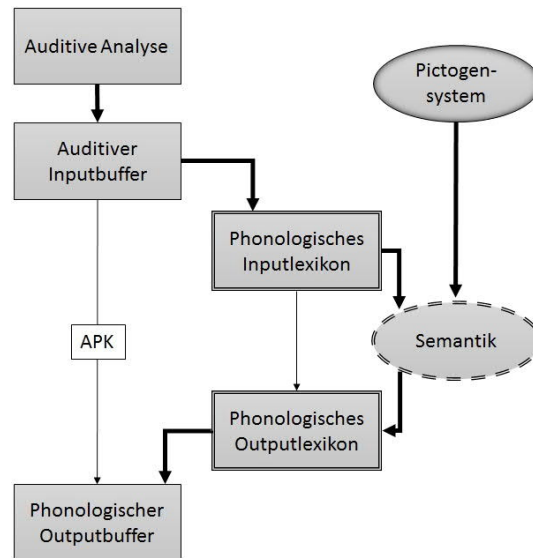 Auditive Analyse
Pictogen-
system
Auditiver
Inputbuffer
Phonologisches
Inputlexikon
APK
Semantik
Phonologisches
Outputlexikon
Phonologischer
Outputbuffer